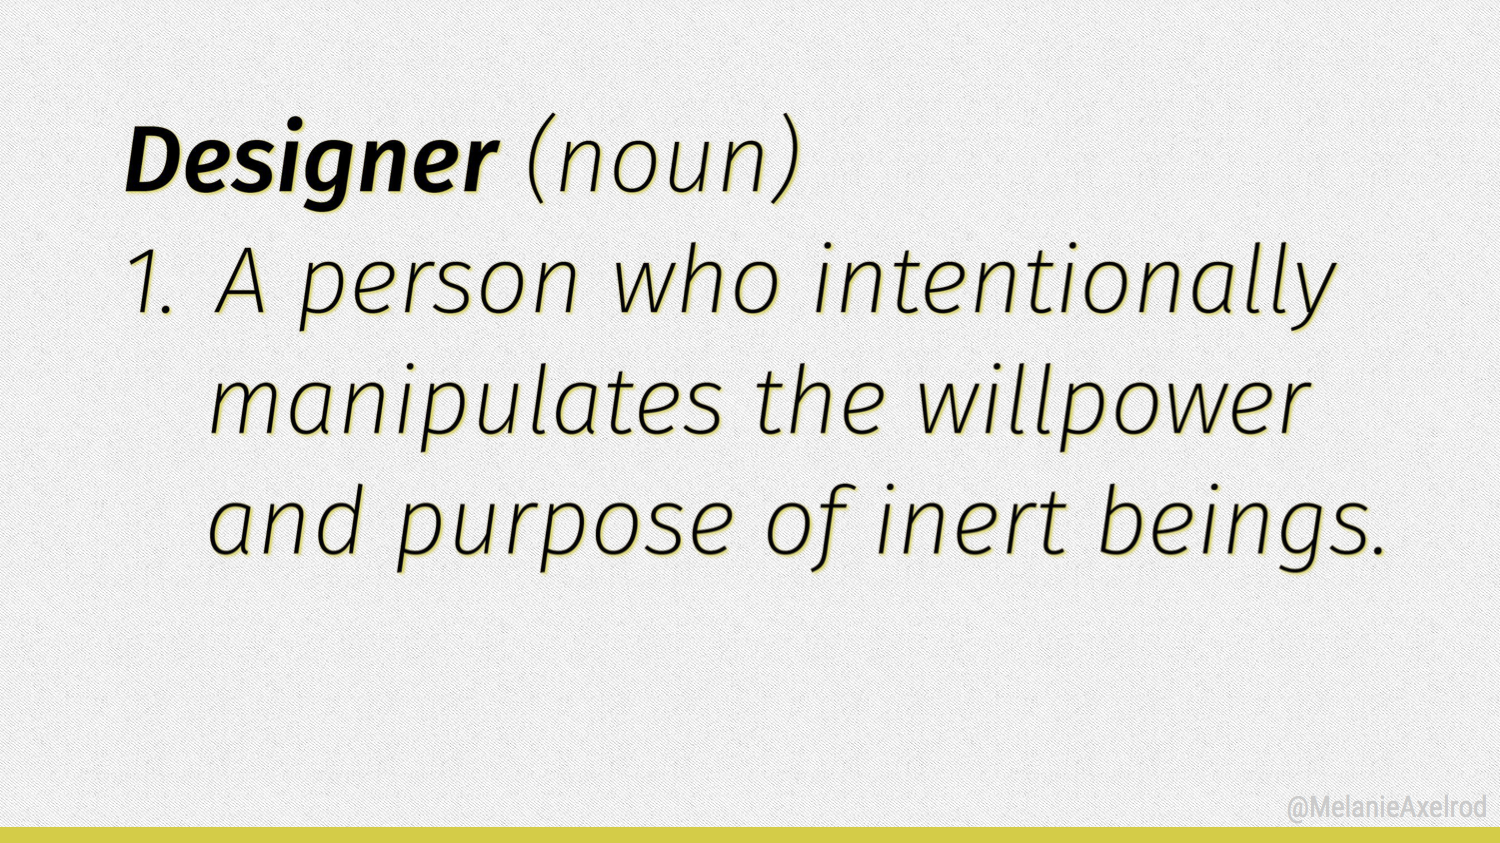 Designer (noun)
1. A person who intentionally
manipulates the willpower
and purpose of inert beings.
@MelanieAxelrod